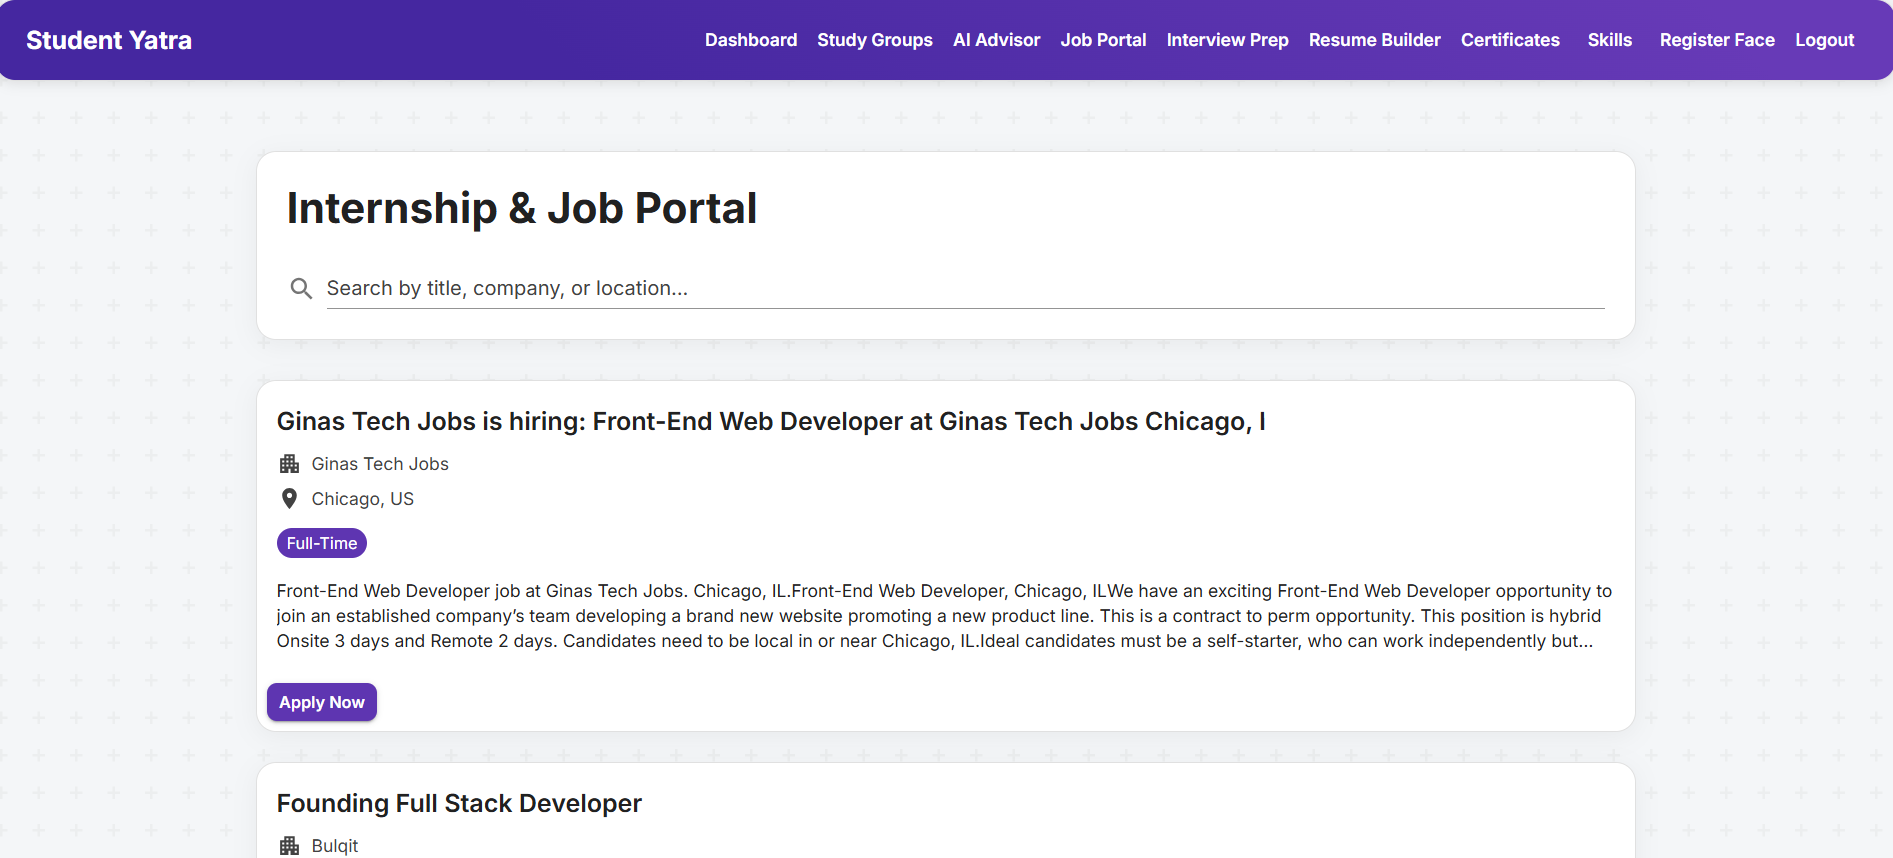 Student Yatra
Dashboard Study Groups AI Advisor Job Portal Interview Prep Resume Builder Certificates Skills Register Face Logout
Internship & Job Portal
Search by title, company, or location...
Ginas Tech Jobs is hiring: Front-End Web Developer at Ginas Tech Jobs Chicago, I
Ginas Tech Jobs
Chicago, US
Full-Time
Front-End Web Developer job at Ginas Tech Jobs. Chicago, IL.Front-End Web Developer, Chicago, ILWe have an exciting Front-End Web Developer opportunity to
join an established company’s team developing a brand new website promoting a new product line. This is a contract to perm opportunity. This position is hybrid
Onsite 3 days and Remote 2 days. Candidates need to be local in or near Chicago, IL.Ideal candidates must be a self-starter, who can work independently but...
Apply Now
Founding Full Stack Developer
Bulqit